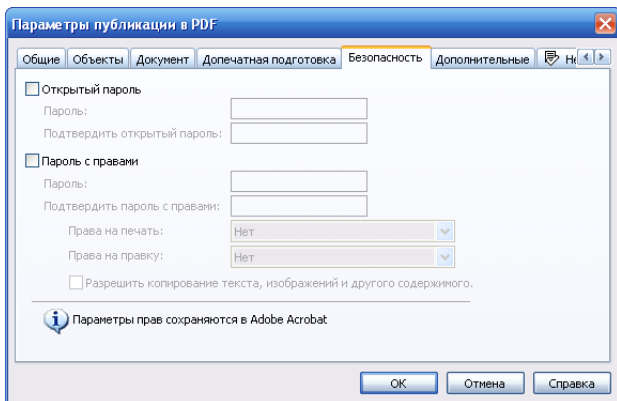 Параметры публикации в PDF
Общие Объекты Документ Допечатная подготовка Безопасность Дополнительные
Открытый пароль
Пароль:
Подтвердить открытый пароль:
Пароль с правами
Пароль:
Подтвердить пароль с правами:
Права на печать: Нет
Права на правку: Нет
Разрешить копирование текста, изображений и другого содержимого.
Параметры прав сохраняются в Adobe Acrobat
ОК Отмена Справка